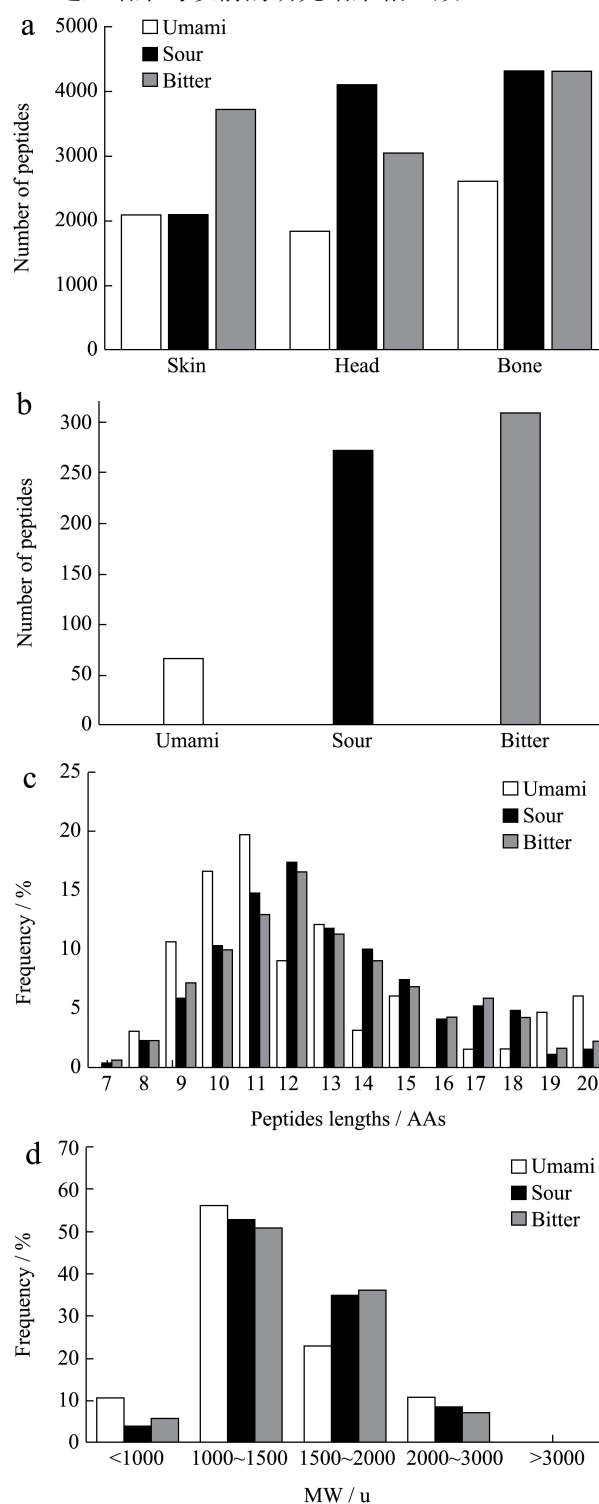 a
5000
4000
3000
2000
1000
0
Number of peptides
Umami
Sour
Bitter
Skin Head Bone
b
300
250
200
150
100
50
0
Number of peptides
Umami Sour Bitter
c
25
20
15
10
5
0
Frequency / %
Umami
Sour
Bitter
7 8 9 10 11 12 13 14 15 16 17 18 19 20
Peptides lengths / AAs
d
70
60
50
40
30
20
10
0
Frequency / %
Umami
Sour
Bitter
<1000 1000~1500 1500~2000 2000~3000 >3000
MW / u